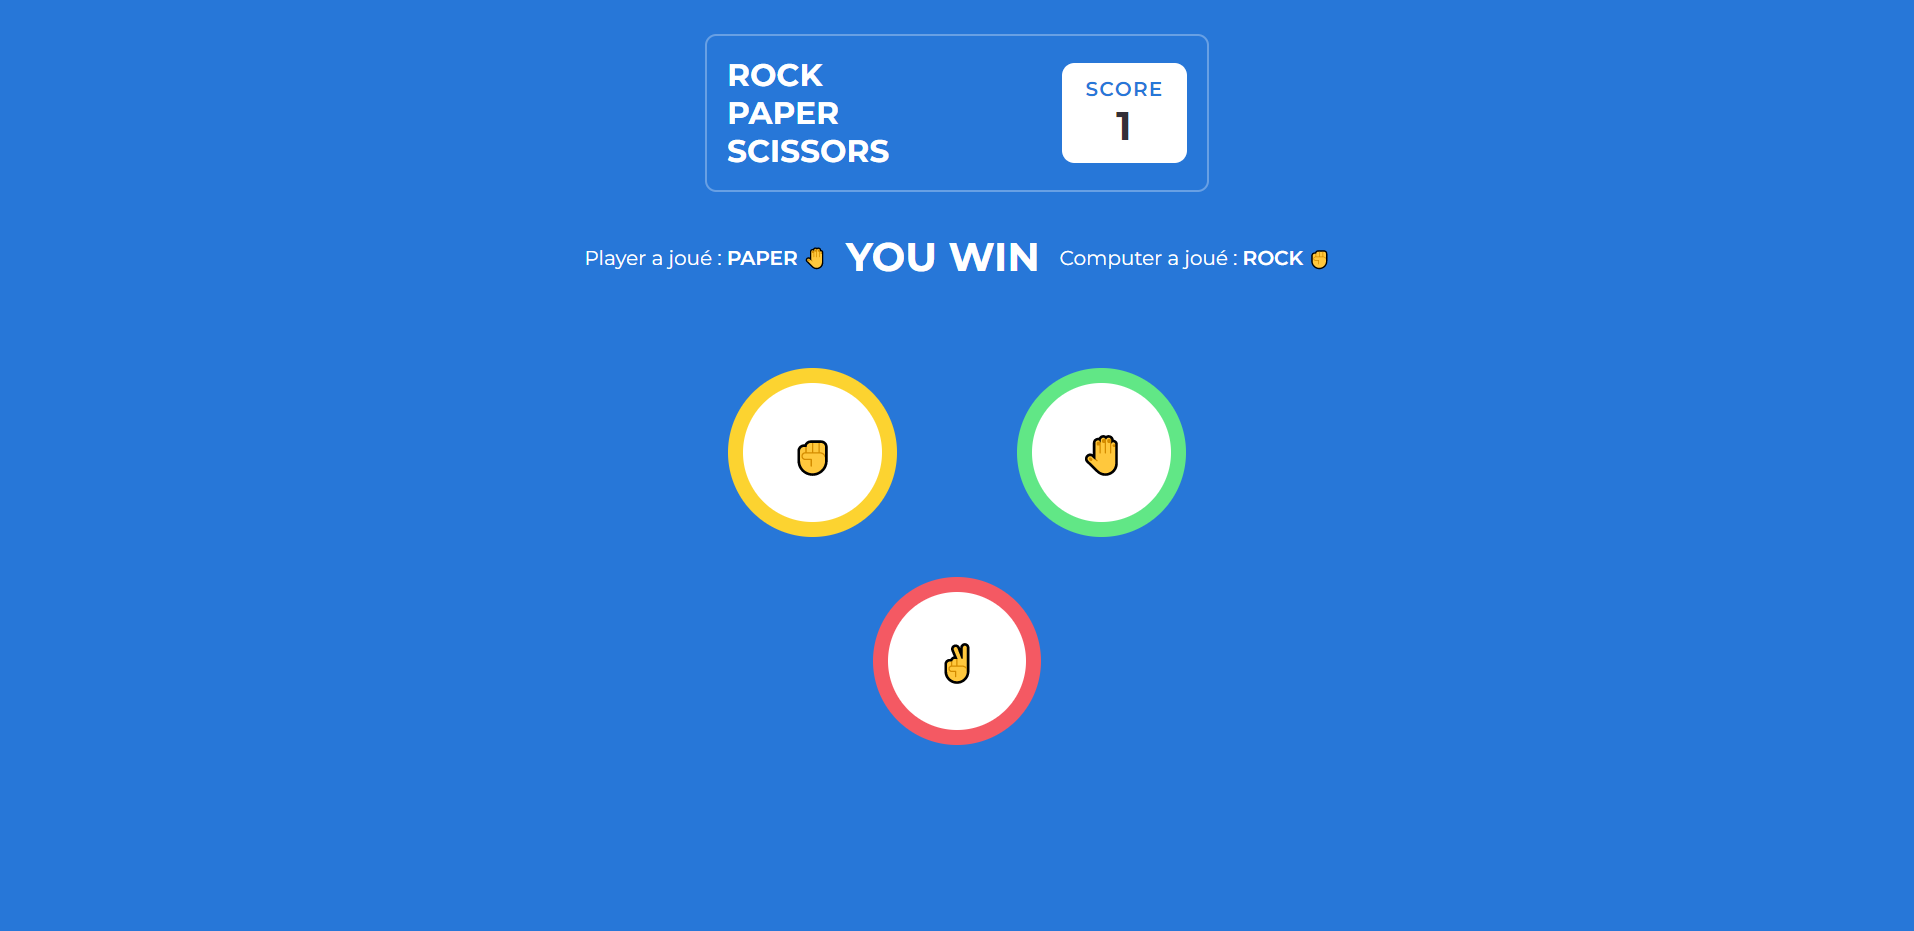 ROCK
PAPER
SCISSORS
SCORE
1
Player a joué : PAPER 🤚 YOU WIN Computer a joué : ROCK ✊